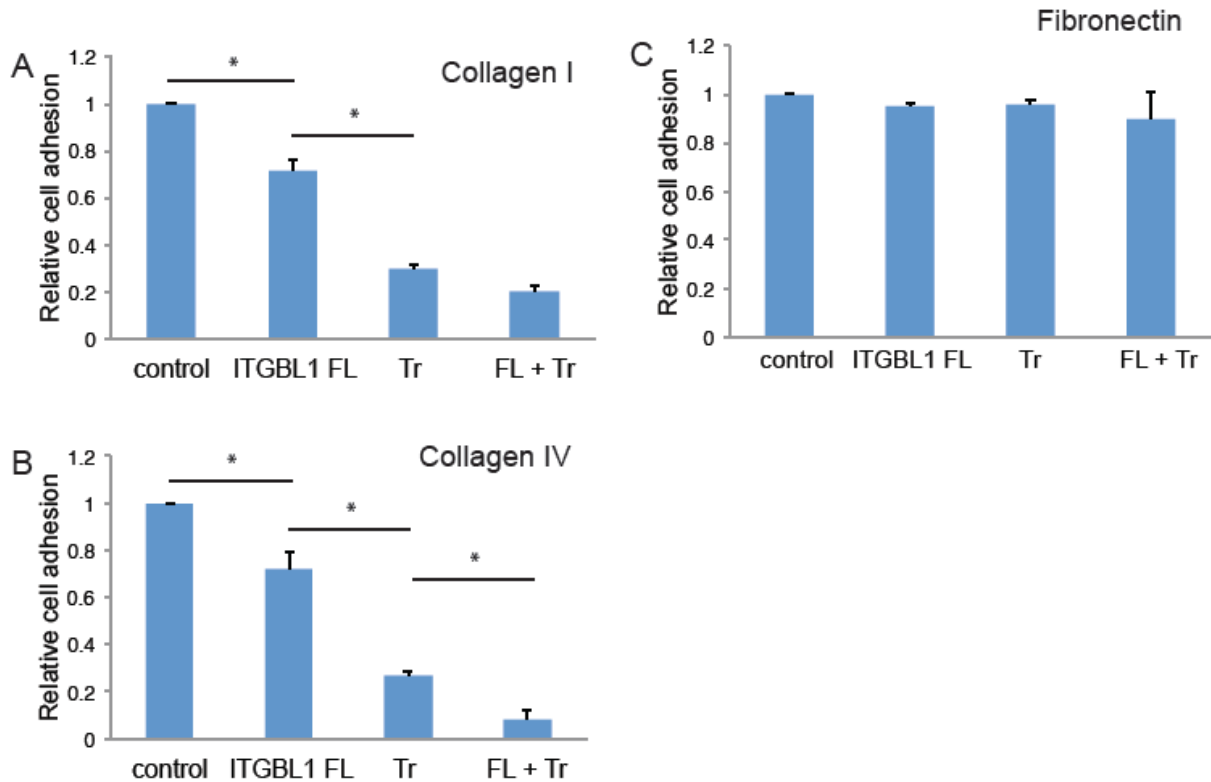 A
Collagen I
Relative cell adhesion
1.2
*
1
*
0.8
0.6
0.4
0.2
0
control ITGBL1 FL Tr FL + Tr
B
Collagen IV
Relative cell adhesion
1.2
*
1
*
0.8
*
0.6
0.4
0.2
0
control ITGBL1 FL Tr FL + Tr
Fibronectin
C
Relative cell adhesion
1.2
1
0.8
0.6
0.4
0.2
0
control ITGBL1 FL Tr FL + Tr